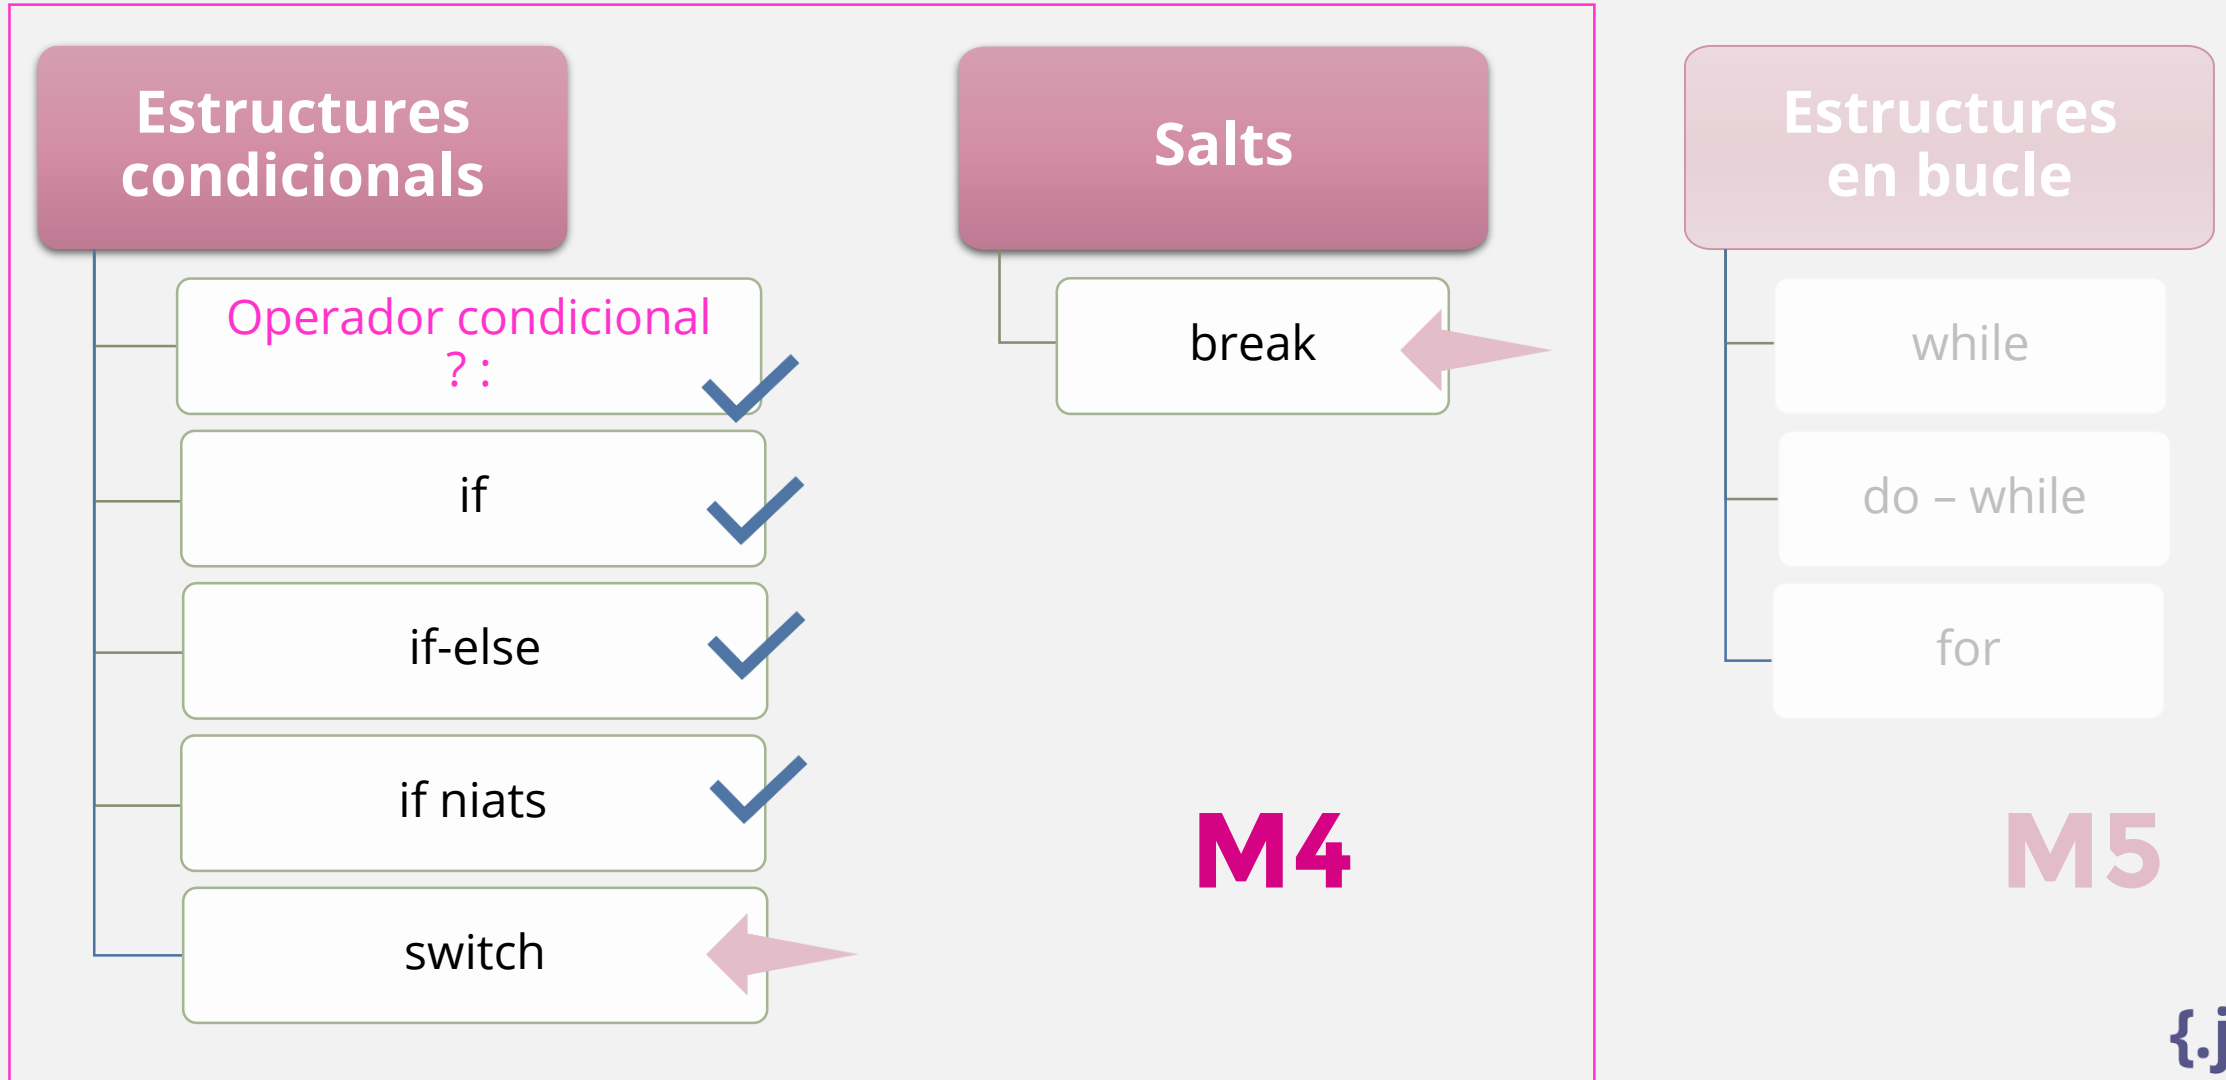 Estructures
condicionals
Operador condicional
? :
if
if-else
if niats
switch
Salts
break
M4
Estructures
en bucle
while
do – while
for
M5
{.j